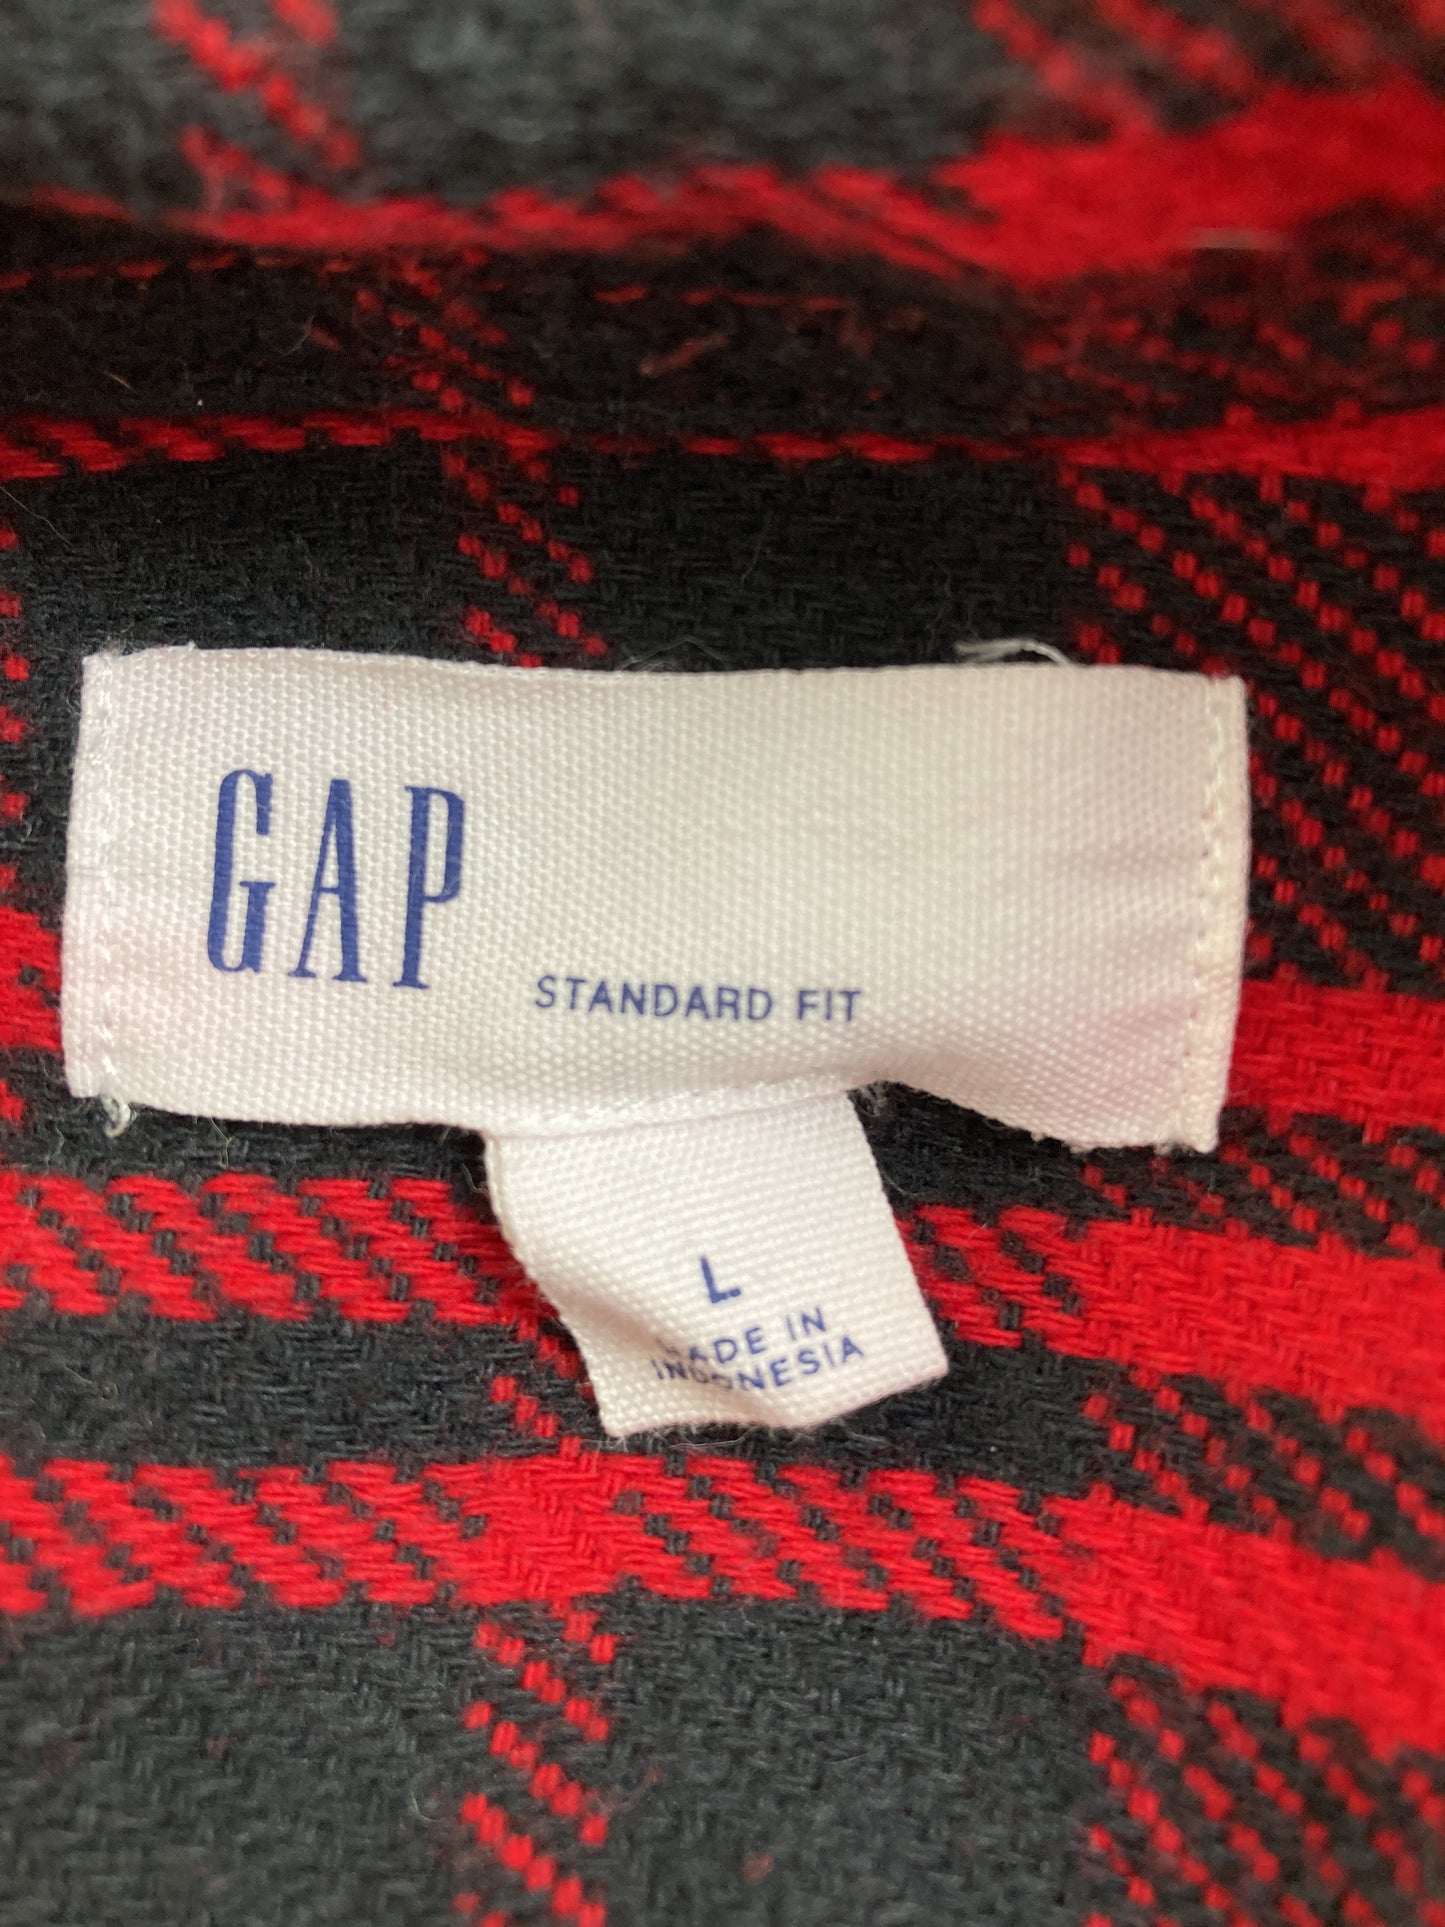 GAP
STANDARD FIT
L
MADE IN
INDONESIA